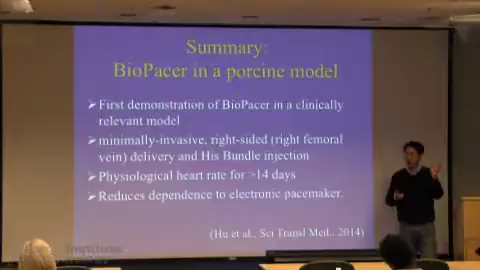 Summary:
BioPacer in a porcine model
➢First demonstration of BioPacer in a clinically
relevant model
➢minimally-invasive, right-sided (right femoral
vein) delivery and His Bundle injection
➢Physiological heart rate for >14 days
➢Reduces dependence to electronic pacemaker.
(Hu et al., Sci Transl Med., 2014)